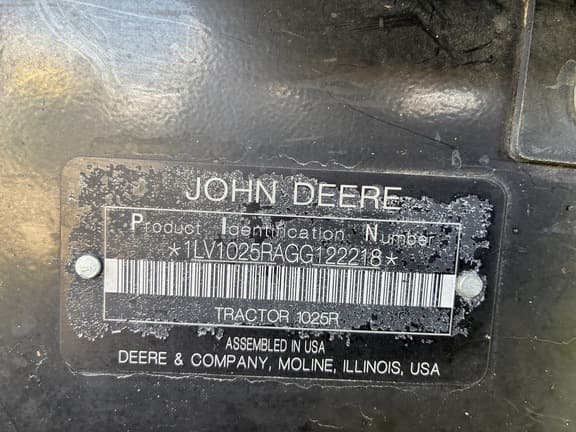 JOHN DEERE
Product Identification Number
*1LV1025RAGG122218*
TRACTOR 1025R
ASSEMBLED IN USA
DEERE & COMPANY, MOLINE, ILLINOIS, USA